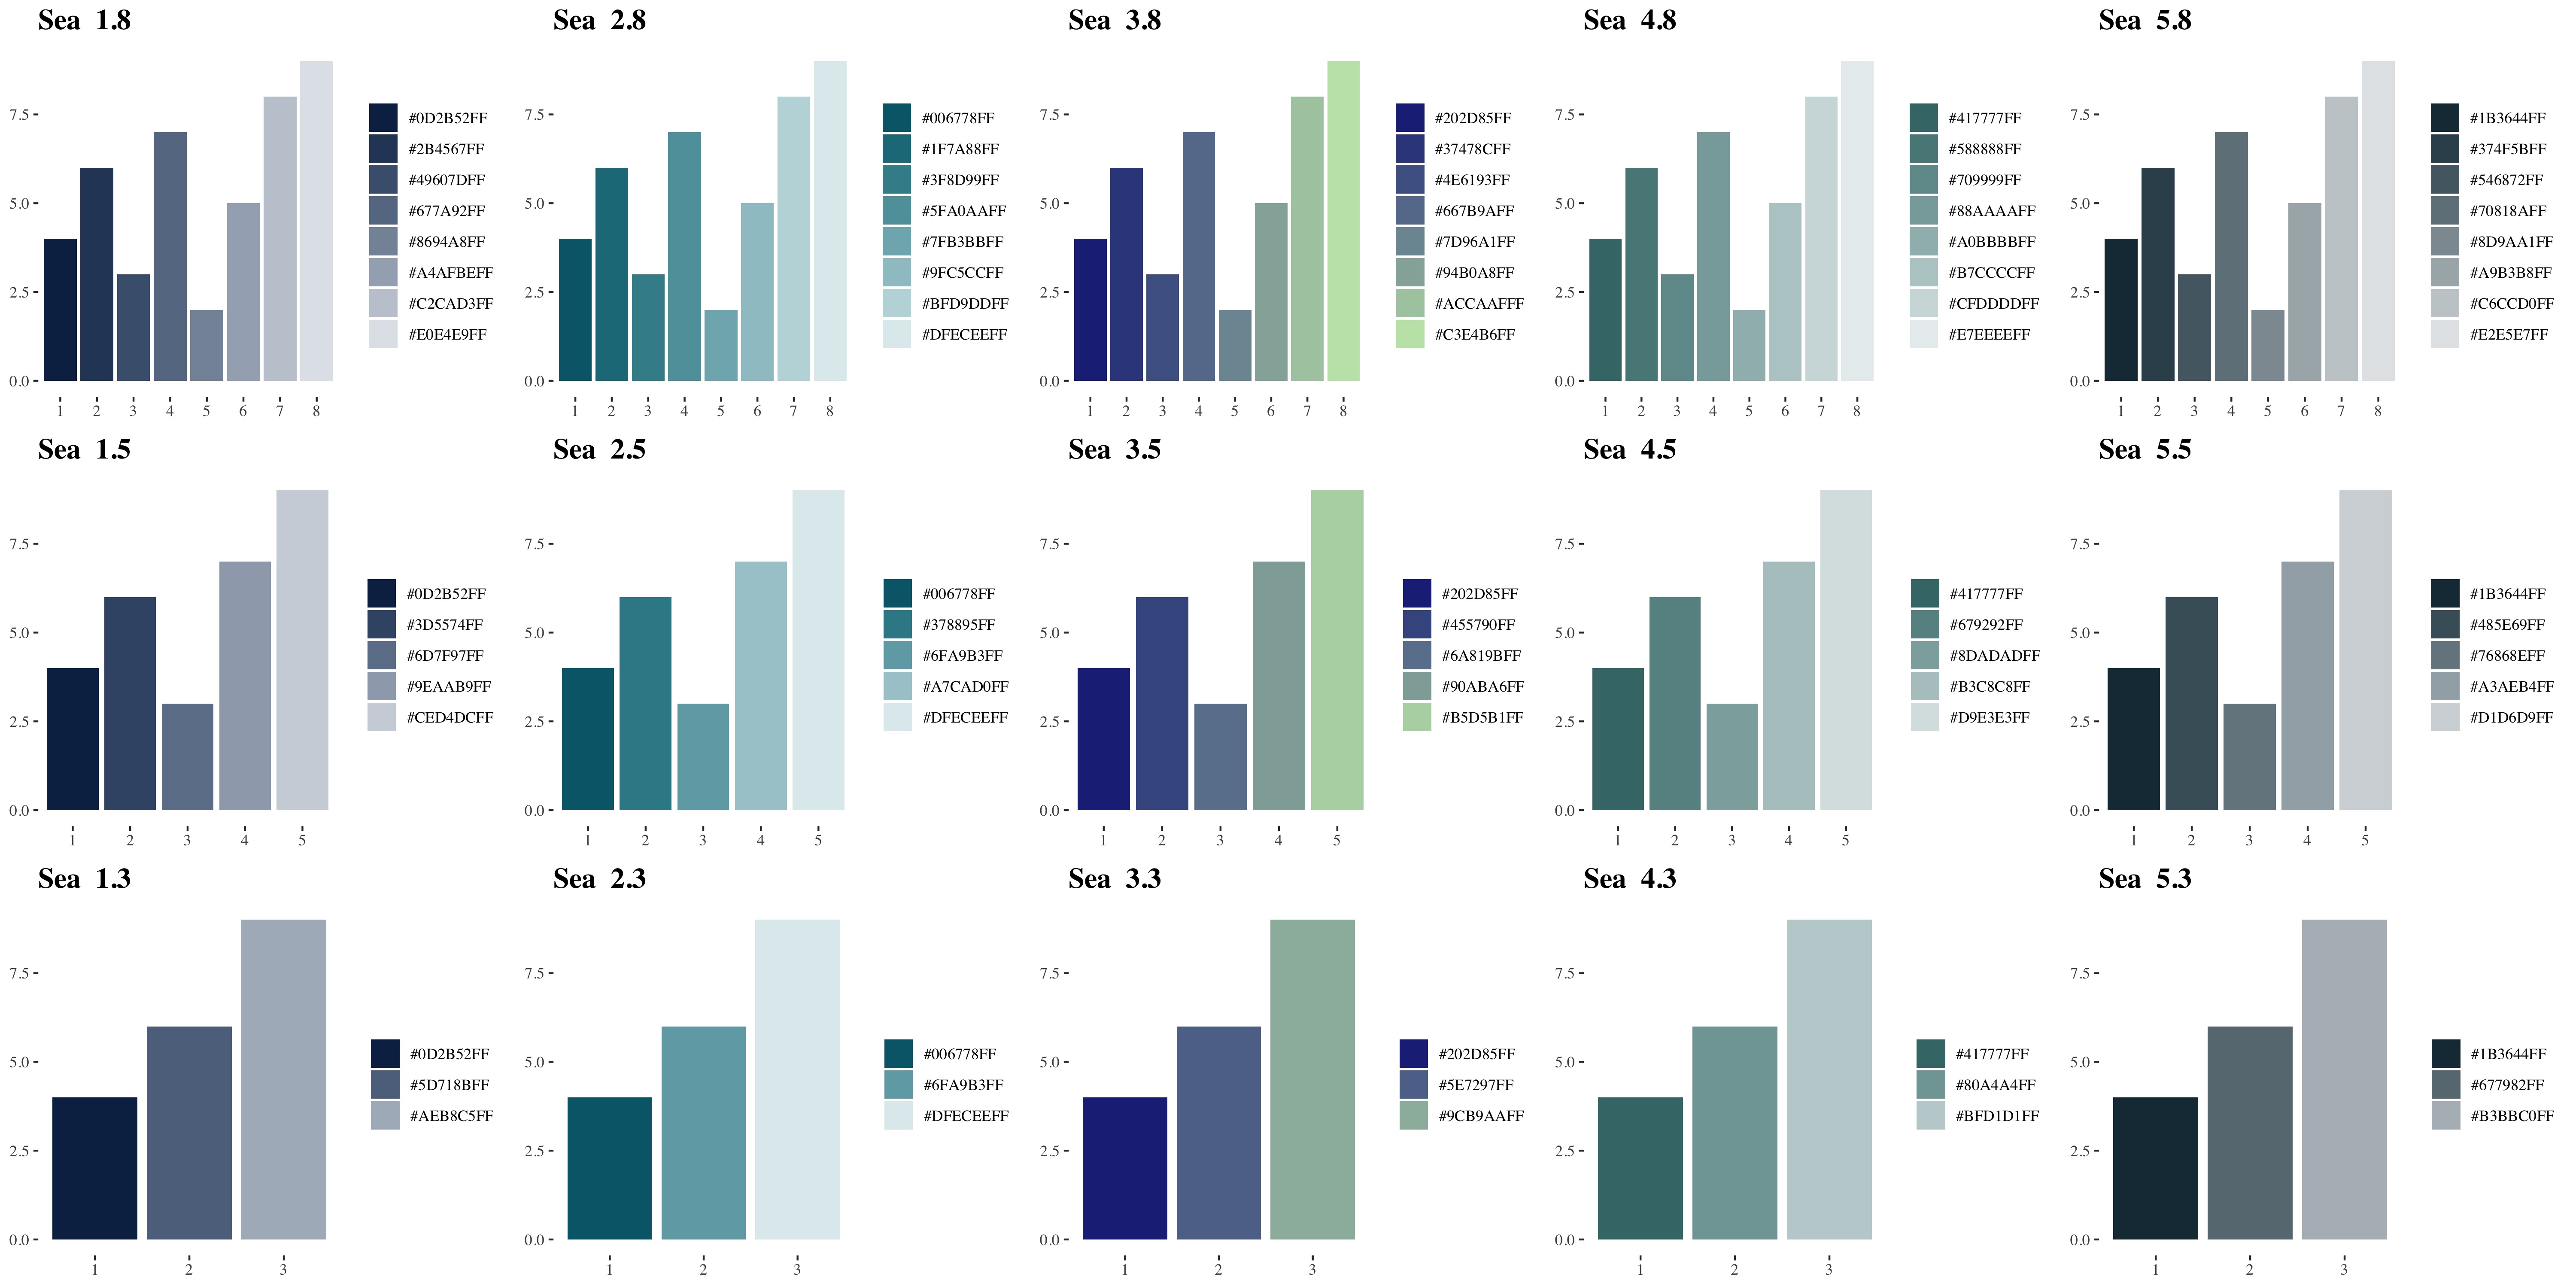 Sea 1.8
7.5
5.0
2.5
0.0
1 2 3 4 5 6 7 8
#0D2B52FF
#2B4567FF
#49607DFF
#677A92FF
#8694A8FF
#A4AFBEFF
#C2CAD3FF
#E0E4E9FF
Sea 2.8
7.5
5.0
2.5
0.0
1 2 3 4 5 6 7 8
#006778FF
#1F7A88FF
#3F8D99FF
#5FA0AAFF
#7FB3BBFF
#9FC5CCFF
#BFD9DDFF
#DFECEEFF
Sea 3.8
7.5
5.0
2.5
0.0
1 2 3 4 5 6 7 8
#202D85FF
#37478CFF
#4E6193FF
#667B9AFF
#7D96A1FF
#94B0A8FF
#ACCAAFFF
#C3E4B6FF
Sea 4.8
7.5
5.0
2.5
0.0
1 2 3 4 5 6 7 8
#417777FF
#588888FF
#709999FF
#88AAAAFF
#A0BBBBFF
#B7CCCCFF
#CFDDDDFF
#E7EEEEFF
Sea 5.8
7.5
5.0
2.5
0.0
1 2 3 4 5 6 7 8
#1B3644FF
#374F5BFF
#546872FF
#70818AFF
#8D9AA1FF
#A9B3B8FF
#C6CCD0FF
#E2E5E7FF
Sea 1.5
7.5
5.0
2.5
0.0
1 2 3 4 5
#0D2B52FF
#3D5574FF
#6D7F97FF
#9EAAB9FF
#CED4DCFF
Sea 2.5
7.5
5.0
2.5
0.0
1 2 3 4 5
#006778FF
#378895FF
#6FA9B3FF
#A7CAD0FF
#DFECEEFF
Sea 3.5
7.5
5.0
2.5
0.0
1 2 3 4 5
#202D85FF
#455790FF
#6A819BFF
#90ABA6FF
#B5D5B1FF
Sea 4.5
7.5
5.0
2.5
0.0
1 2 3 4 5
#417777FF
#679292FF
#8DADADFF
#B3C8C8FF
#D9E3E3FF
Sea 5.5
7.5
5.0
2.5
0.0
1 2 3 4 5
#1B3644FF
#485E69FF
#76868EFF
#A3AEB4FF
#D1D6D9FF
Sea 1.3
7.5
5.0
2.5
0.0
1 2 3
#0D2B52FF
#5D718BFF
#AEB8C5FF
Sea 2.3
7.5
5.0
2.5
0.0
1 2 3
#006778FF
#6FA9B3FF
#DFECEEFF
Sea 3.3
7.5
5.0
2.5
0.0
1 2 3
#202D85FF
#5E7297FF
#9CB9AAFF
Sea 4.3
7.5
5.0
2.5
0.0
1 2 3
#417777FF
#80A4A4FF
#BFD1D1FF
Sea 5.3
7.5
5.0
2.5
0.0
1 2 3
#1B3644FF
#677982FF
#B3BBC0FF